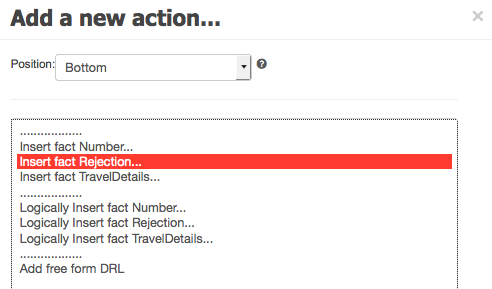 Add a new action...
×
Position: Bottom
..................
Insert fact Number...
Insert fact Rejection...
Insert fact TravelDetails...
..................
Logically Insert fact Number...
Logically Insert fact Rejection...
Logically Insert fact TravelDetails...
..................
Add free form DRL